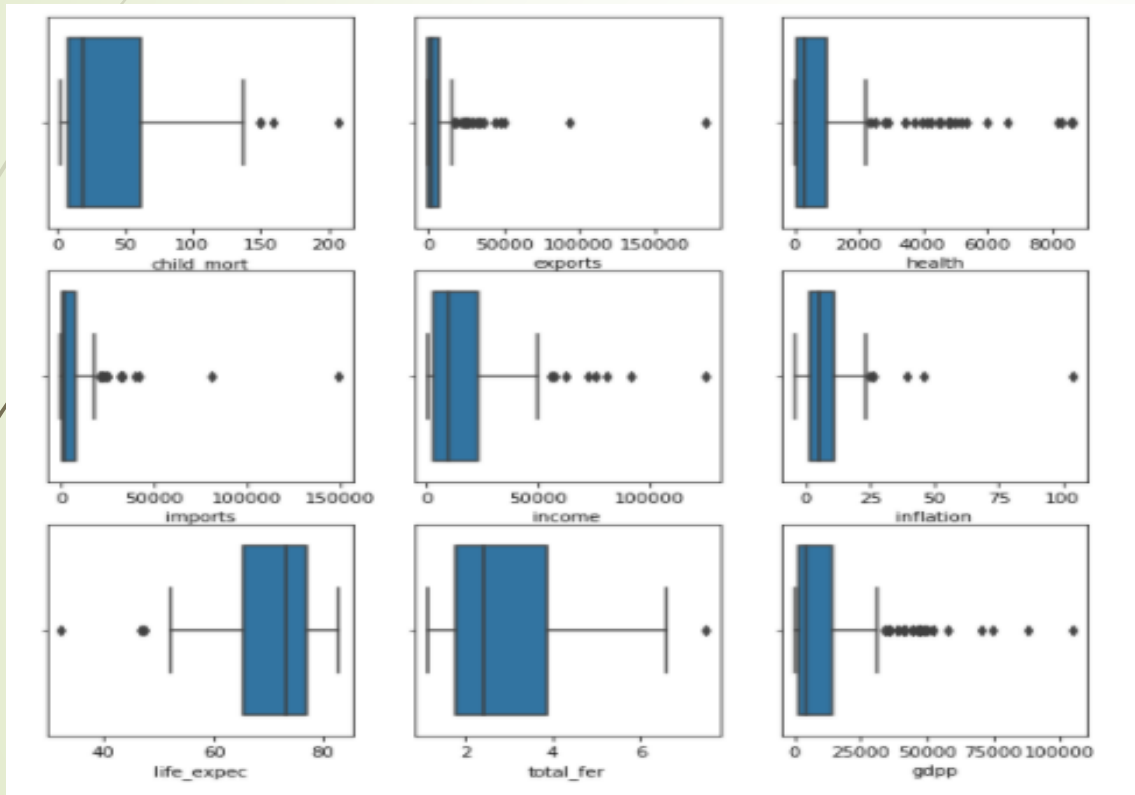 0 50 100 150 200
child_mort
0 50000 100000 150000
exports
0 2000 4000 6000 8000
health
0 50000 100000 150000
imports
0 50000 100000
income
0 25 50 75 100
inflation
40 60 80
life_expec
2 4 6
total_fer
0 25000 50000 75000 100000
gdpp